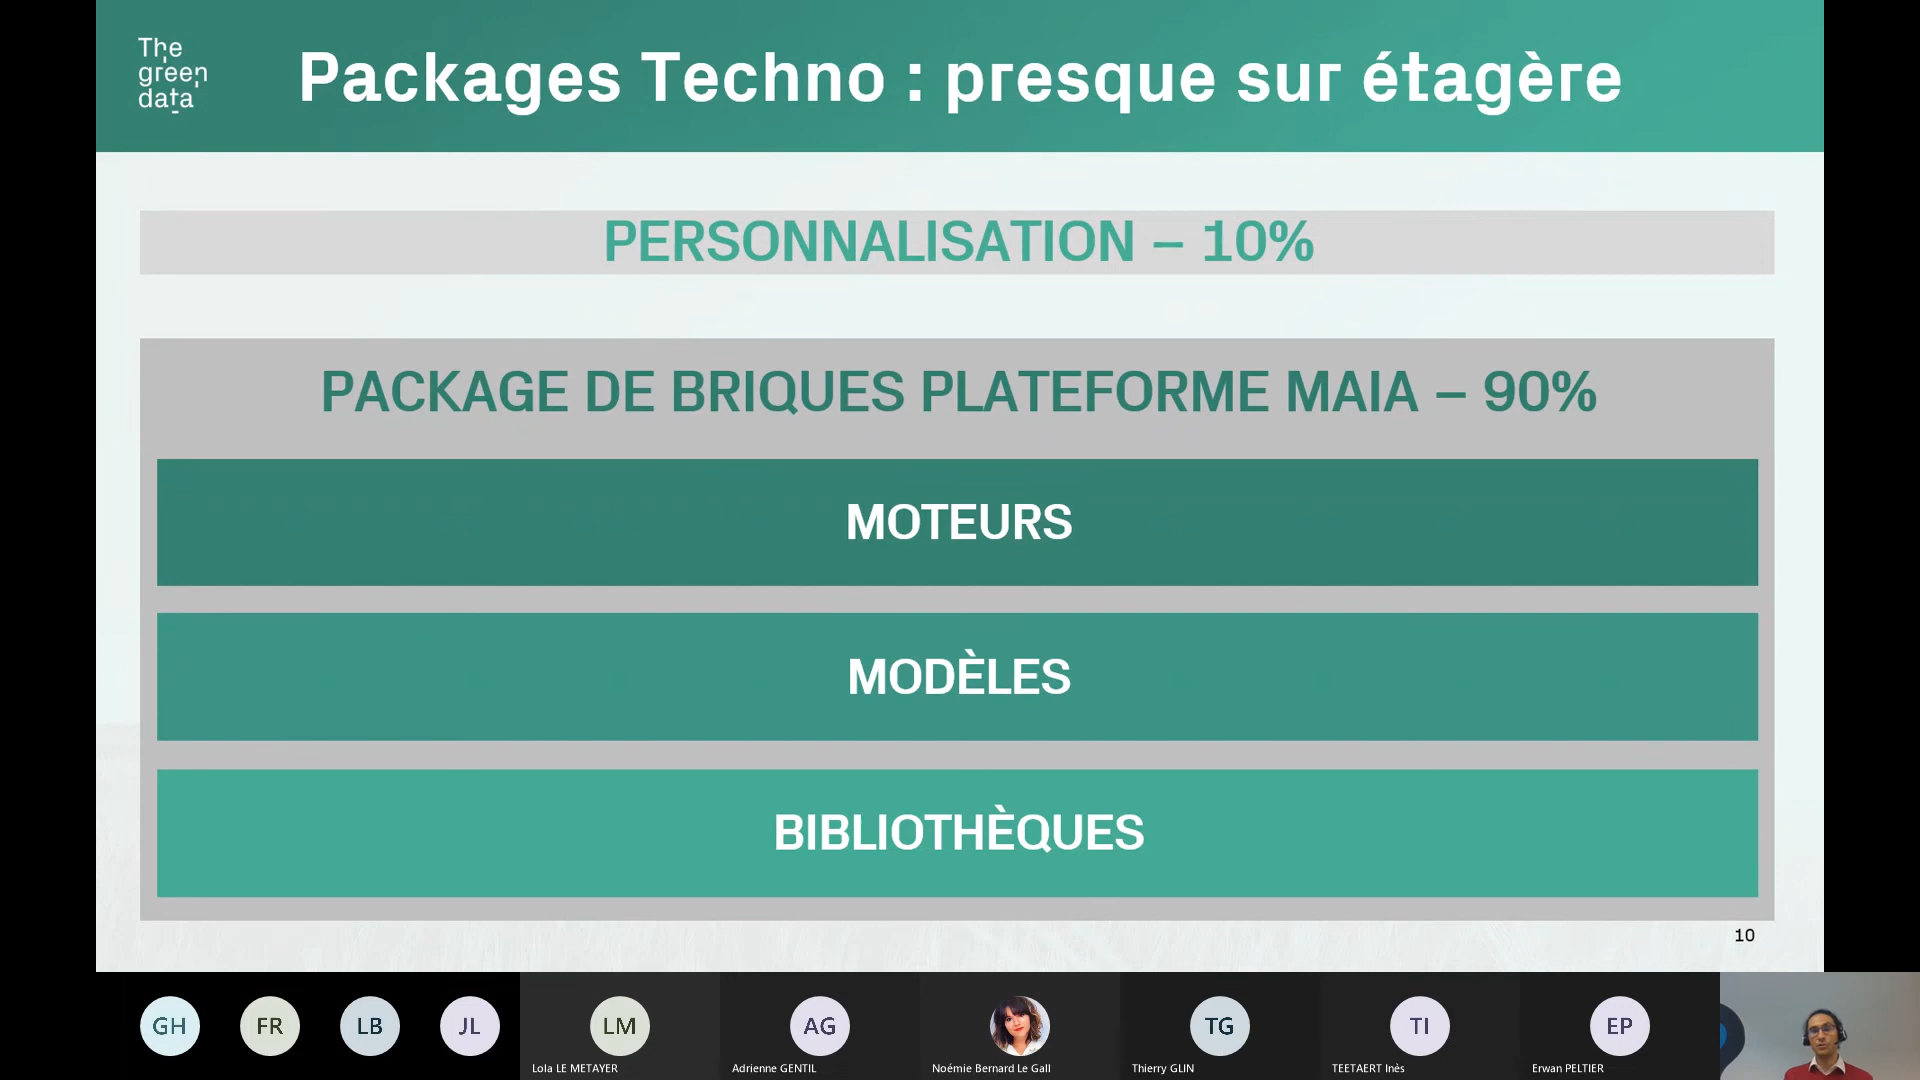 The
green
data
Packages Techno : presque sur étagère
PERSONNALISATION – 10%
PACKAGE DE BRIQUES PLATEFORME MAIA – 90%
MOTEURS
MODÈLES
BIBLIOTHÈQUES
10
GH
FR
LB
JL
LM
AG
TG
TI
EP
Lola LE METAYER
Adrienne GENTIL
Noémie Bernard Le Gall
Thierry GLIN
TEETAERT Inès
Erwan PELTIER